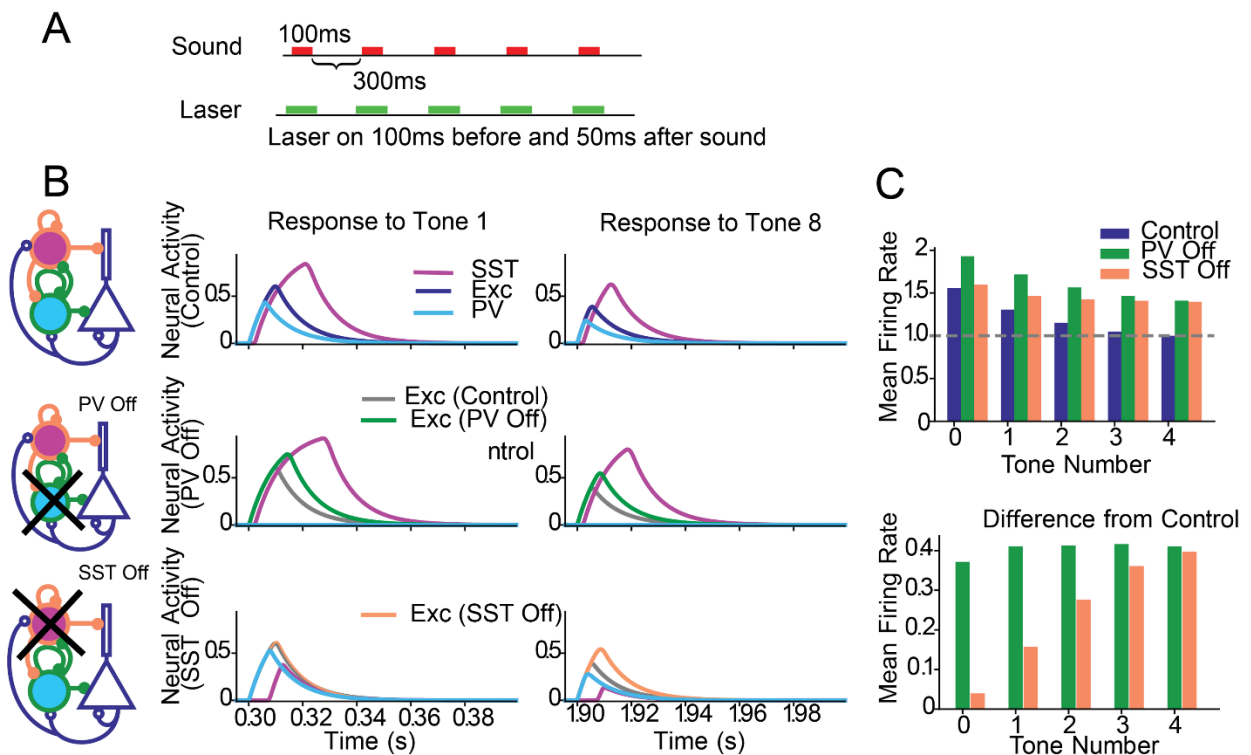 A
Sound
100ms
300ms
Laser
Laser on 100ms before and 50ms after sound
B
Response to Tone 1
Response to Tone 8
Neural Activity
(Control)
0.5
0
SST
Exc
PV
0.5
0
PV Off
Neural Activity
(PV Off)
0.5
0
Exc (Control)
Exc (PV Off)
ntrol
0.5
0
SST Off
Neural Activity
(SST Off)
0.5
0
Exc (SST Off)
0.5
0
0.30 0.32 0.34 0.36 0.38
Time (s)
1.90 1.92 1.94 1.96 1.98
Time (s)
C
Control
PV Off
SST Off
Mean Firing Rate
2
1.5
1.0
0.5
0
0 1 2 3 4
Tone Number
Difference from Control
Mean Firing Rate
0.4
0.3
0.4
0.1
0
0 1 2 3 4
Tone Number